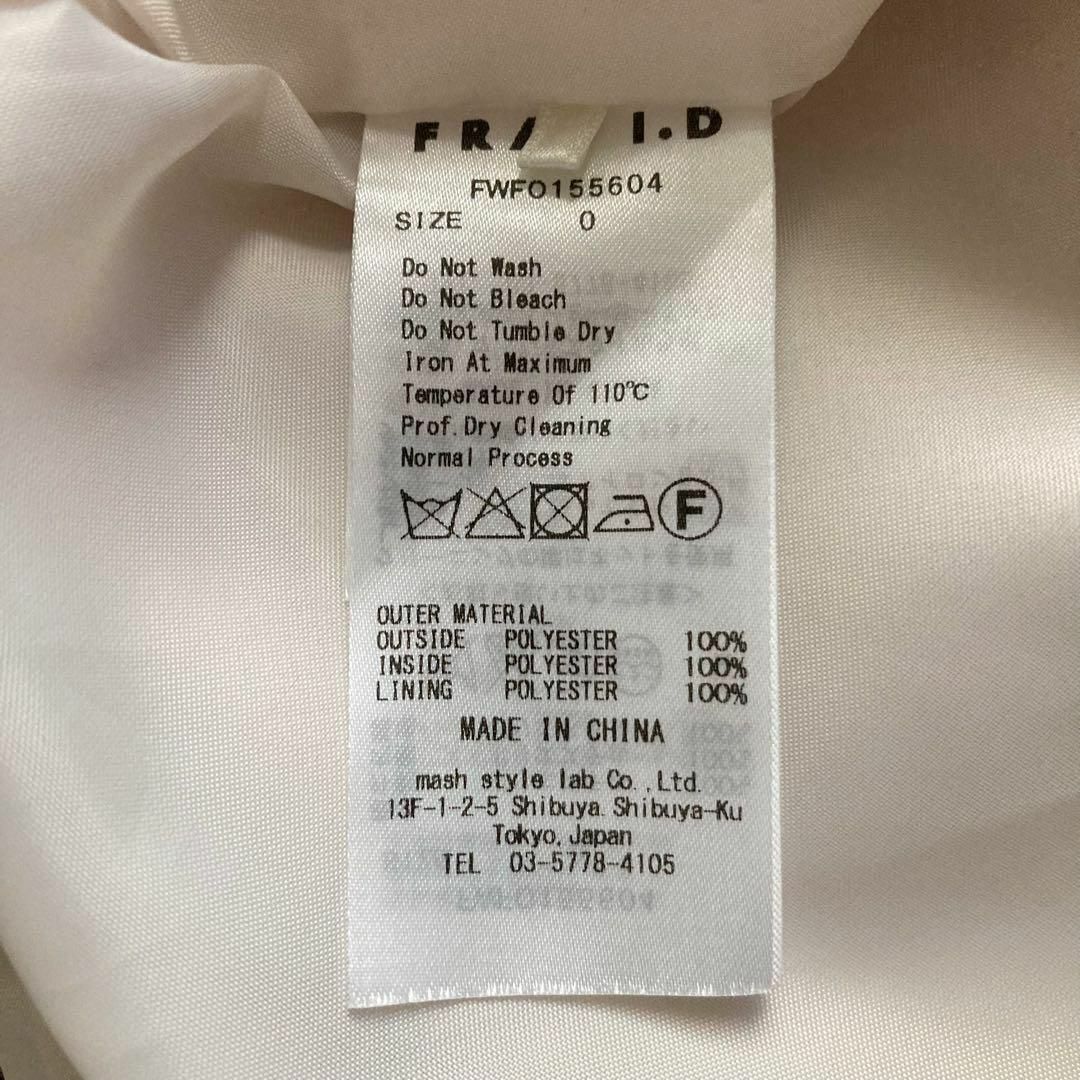 FR I.D
FWFO155604
SIZE 0
Do Not Wash
Do Not Bleach
Do Not Tumble Dry
Iron At Maximum
Temperature Of 110℃
Prof.Dry Cleaning
Normal Process
F
OUTER MATERIAL
OUTSIDE POLYESTER 100%
INSIDE POLYESTER 100%
LINING POLYESTER 100%
MADE IN CHINA
mash style lab Co.,Ltd.
13F-1-2-5 Shibuya.Shibuya-Ku
Tokyo,Japan
TEL 03-5778-4105